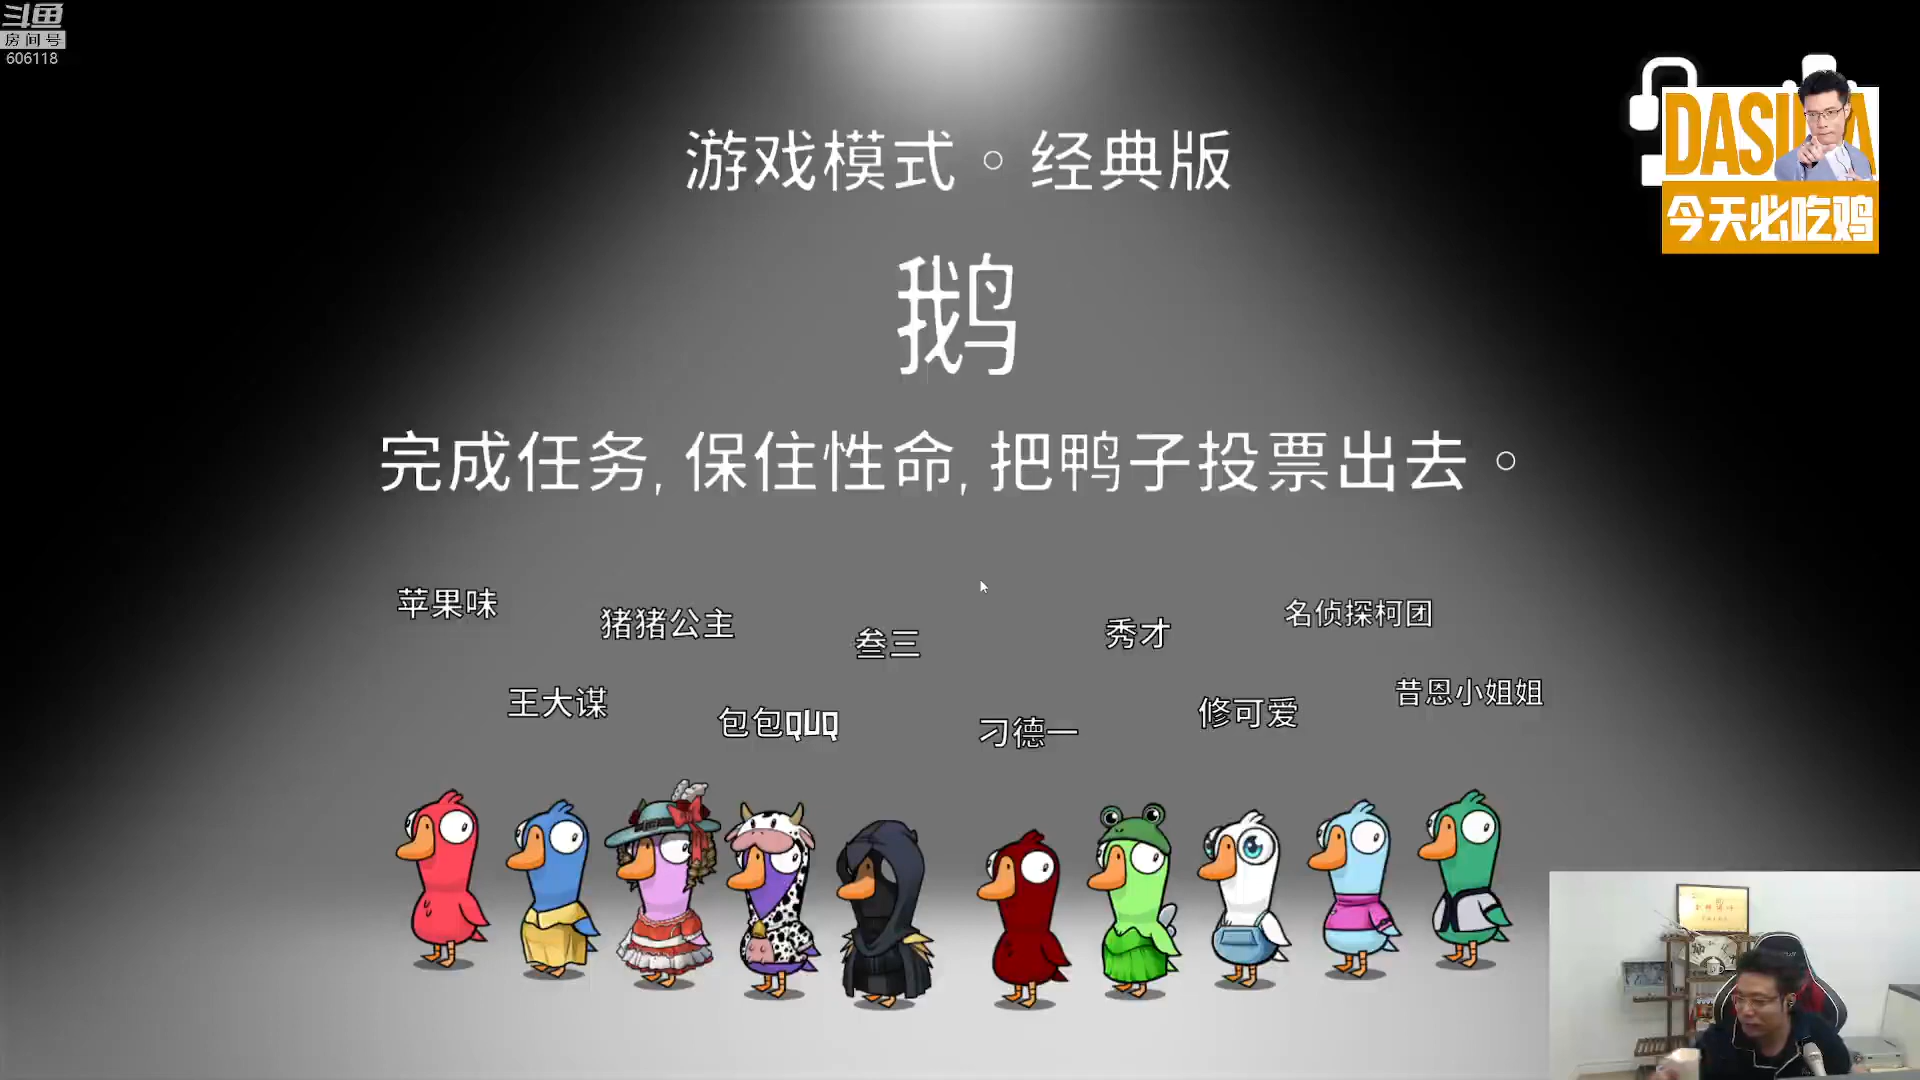 斗鱼
房间号
606118
游戏模式。经典版
鹅
完成任务, 保住性命, 把鸭子投票出去。
今天必吃鸡
苹果味
猪猪公主
叁三
秀才
名侦探柯团
王大谋
包包QUQ
刁德一
修可爱
昔恩小姐姐